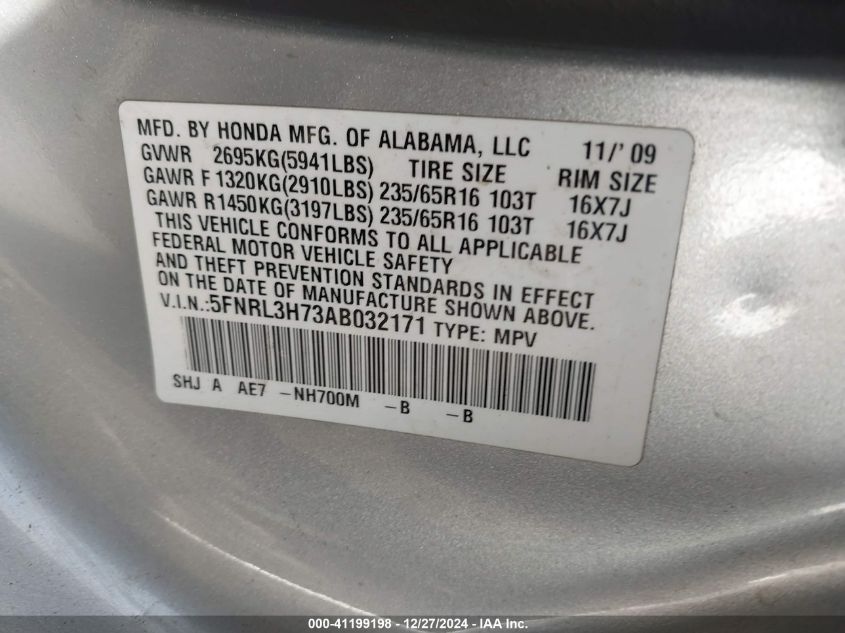 MFD. BY HONDA MFG. OF ALABAMA, LLC 11/' 09
GVWR 2695KG(5941LBS) TIRE SIZE RIM SIZE
GAWR F 1320KG(2910LBS) 235/65R16 103T 16X7J
GAWR R1450KG(3197LBS) 235/65R16 103T 16X7J
THIS VEHICLE CONFORMS TO ALL APPLICABLE
FEDERAL MOTOR VEHICLE SAFETY
AND THEFT PREVENTION STANDARDS IN EFFECT
ON THE DATE OF MANUFACTURE SHOWN ABOVE.
V.I.N.:5FNRL3H73AB032171 TYPE: MPV
SHJ A AE7 -NH700M -B -B
000-41199198 - 12/27/2024 - IAAI.COM